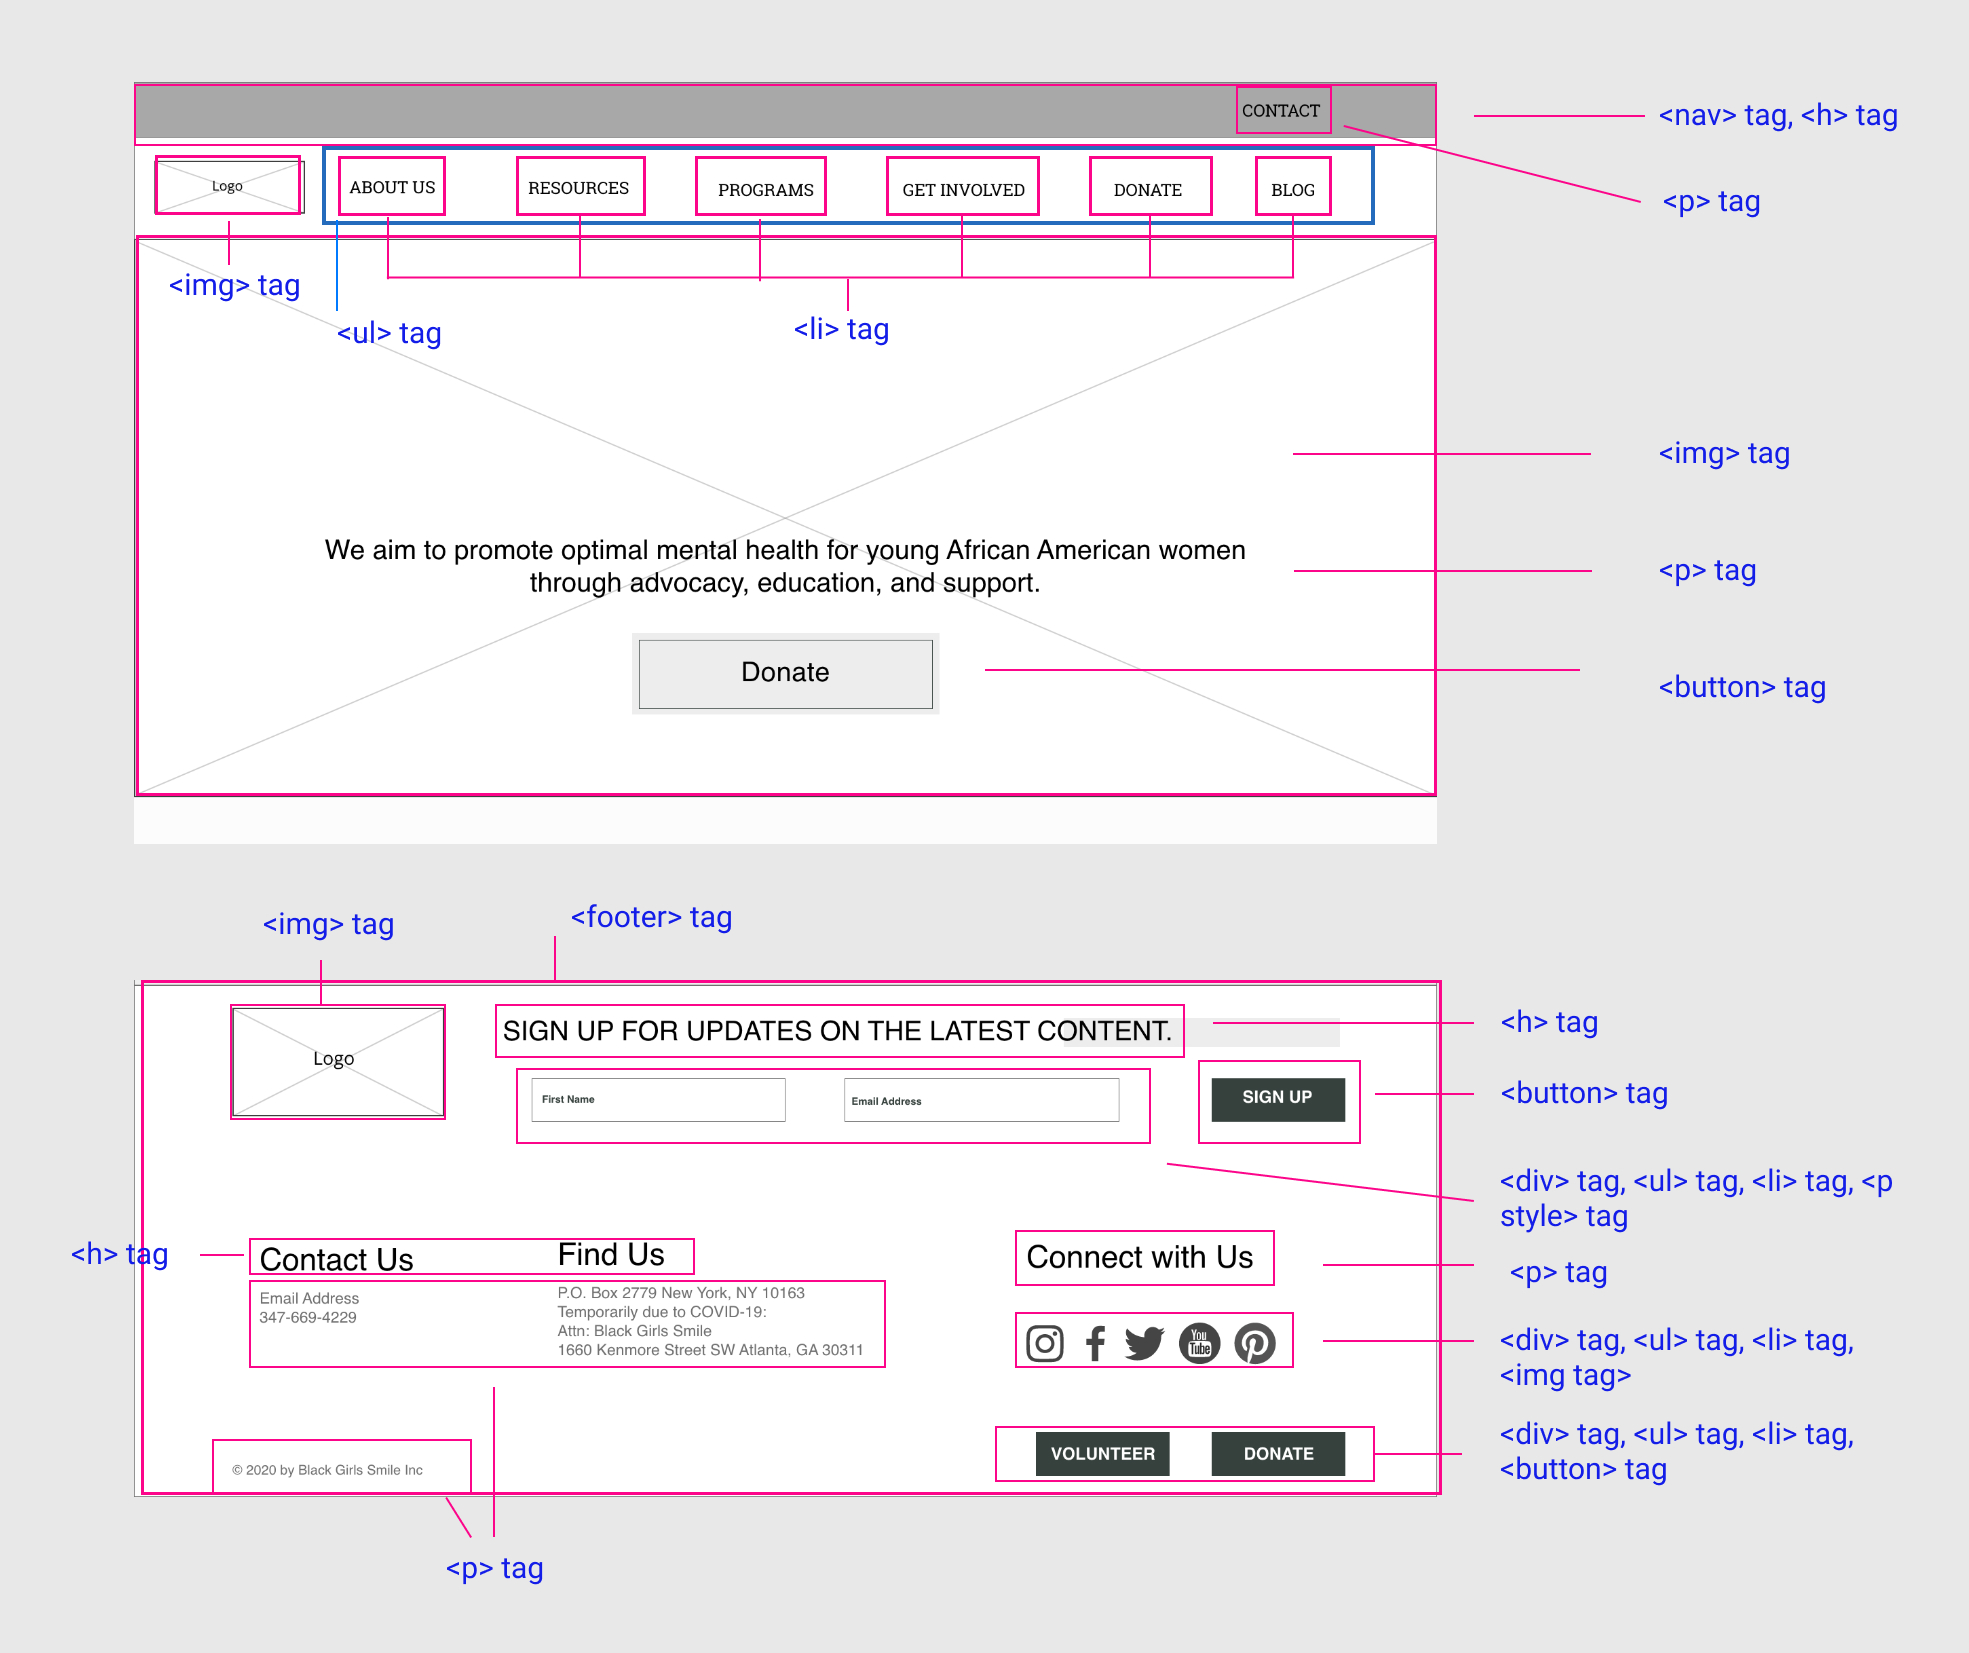 CONTACT
<nav> tag, <h> tag
<p> tag
Logo
ABOUT US
RESOURCES
PROGRAMS
GET INVOLVED
DONATE
BLOG
<img> tag
<ul> tag
<li> tag
<img> tag
We aim to promote optimal mental health for young African American women
through advocacy, education, and support.
<p> tag
Donate
<button> tag
<img> tag
<footer> tag
Logo
SIGN UP FOR UPDATES ON THE LATEST CONTENT.
<h> tag
First Name
Email Address
SIGN UP
<button> tag
<div> tag, <ul> tag, <li> tag, <p
style> tag
<h> tag
Contact Us
Find Us
Connect with Us
<p> tag
Email Address
347-669-4229
P.O. Box 2779 New York, NY 10163
Temporarily due to COVID-19:
Attn: Black Girls Smile
1660 Kenmore Street SW Atlanta, GA 30311
You
Tube
<div> tag, <ul> tag, <li> tag,
<img tag>
© 2020 by Black Girls Smile Inc
VOLUNTEER
DONATE
<div> tag, <ul> tag, <li> tag,
<button> tag
<p> tag